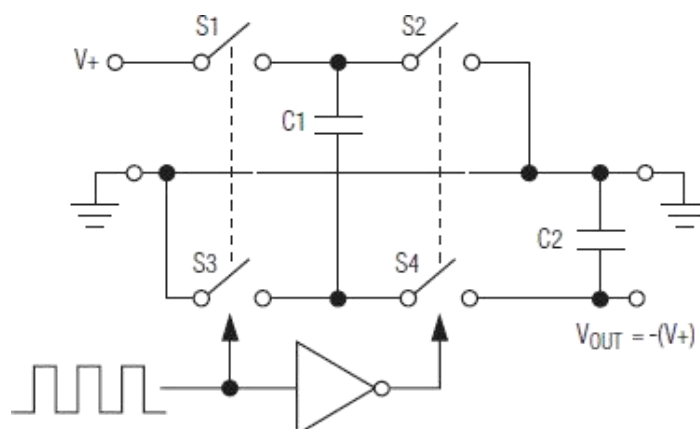 S1
S2
V+
C1
C2
S3
S4
VOUT = -(V+)